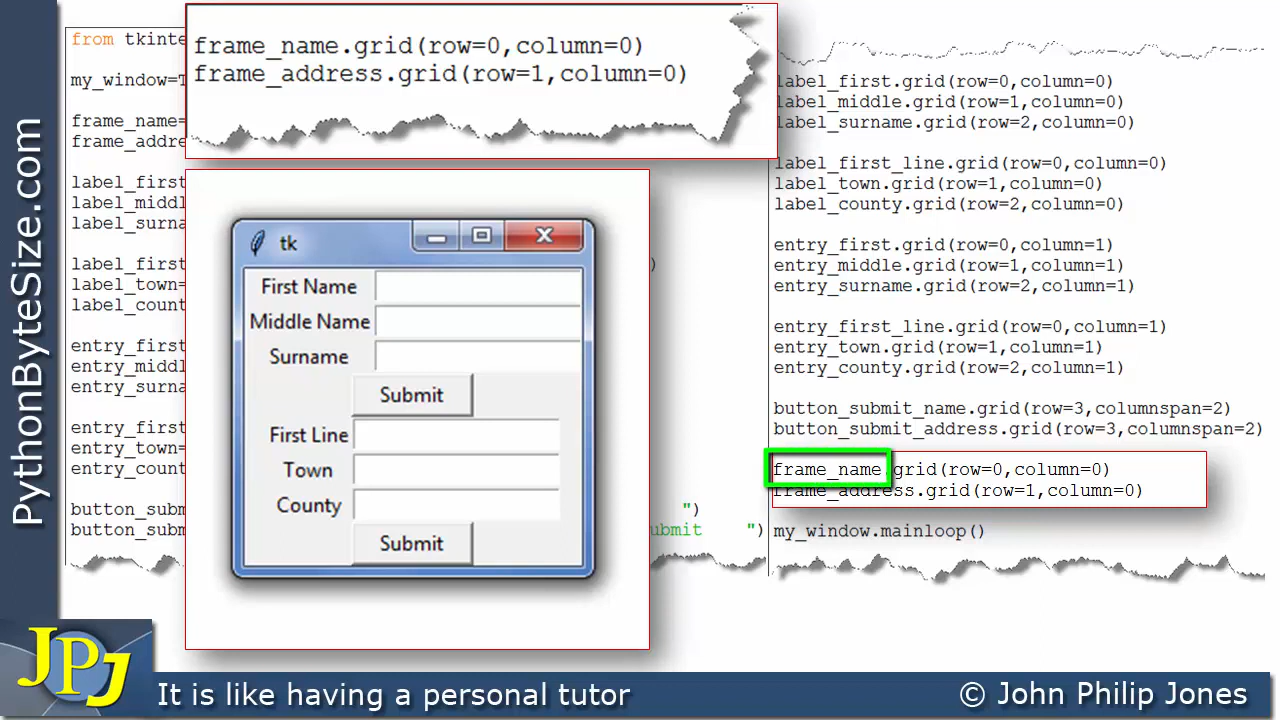 PythonByteSize.com
from tkinte
my_window=T
frame_name=
frame_addre
label_first
label_midd
label_surna
label_first
label_town=
label_count
entry_first
entry_midd
entry_surna
entry_first
entry_town=
entry_count
button_subm
button_subm
)
")
ubmit ")
frame_name.grid(row=0,column=0)
frame_address.grid(row=1,column=0)
tk
First Name
Middle Name
Surname
Submit
First Line
Town
County
Submit
label_first.grid(row=0,column=0)
label_middle.grid(row=1,column=0)
label_surname.grid(row=2,column=0)
label_first_line.grid(row=0,column=0)
label_town.grid(row=1,column=0)
label_county.grid(row=2,column=0)
entry_first.grid(row=0,column=1)
entry_middle.grid(row=1,column=1)
entry_surname.grid(row=2,column=1)
entry_first_line.grid(row=0,column=1)
entry_town.grid(row=1,column=1)
entry_county.grid(row=2,column=1)
button_submit_name.grid(row=3,columnspan=2)
button_submit_address.grid(row=3,columnspan=2)
frame_name.grid(row=0,column=0)
frame_address.grid(row=1,column=0)
my_window.mainloop()
JPJ
It is like having a personal tutor
© John Philip Jones